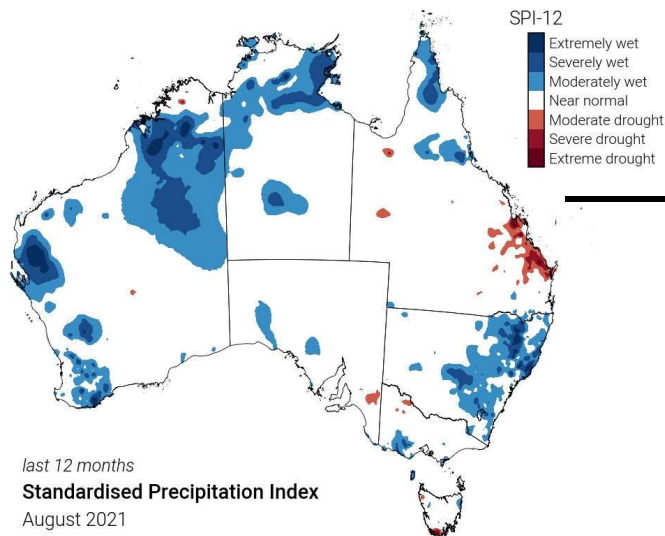 SPI-12
Extremely wet
Severely wet
Moderately wet
Near normal
Moderate drought
Severe drought
Extreme drought
last 12 months
Standardised Precipitation Index
August 2021